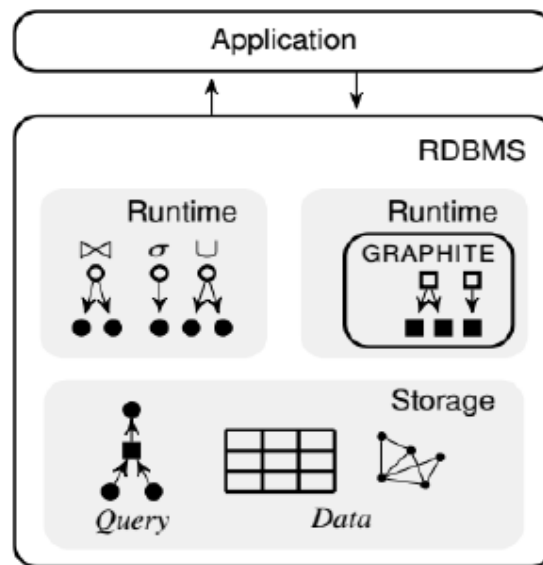 Application
RDBMS
Runtime
⋈ σ ∪
Runtime
GRAPHITE
Storage
Query
Data